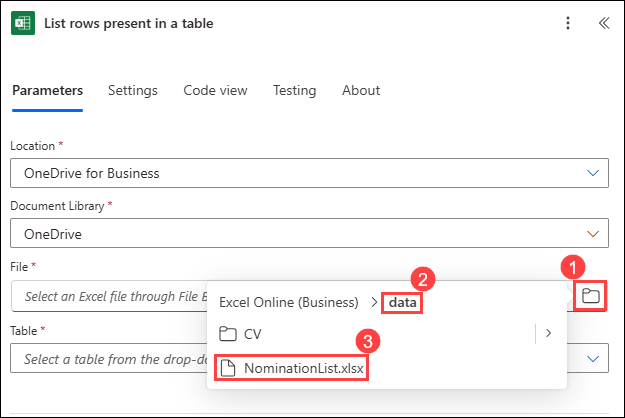 List rows present in a table
Parameters Settings Code view Testing About
Location *
OneDrive for Business
Document Library *
OneDrive
1
File *
2
Select an Excel file through File B
Excel Online (Business) > data
Table *
CV
3
Select a table from the drop-do
NominationList.xlsx